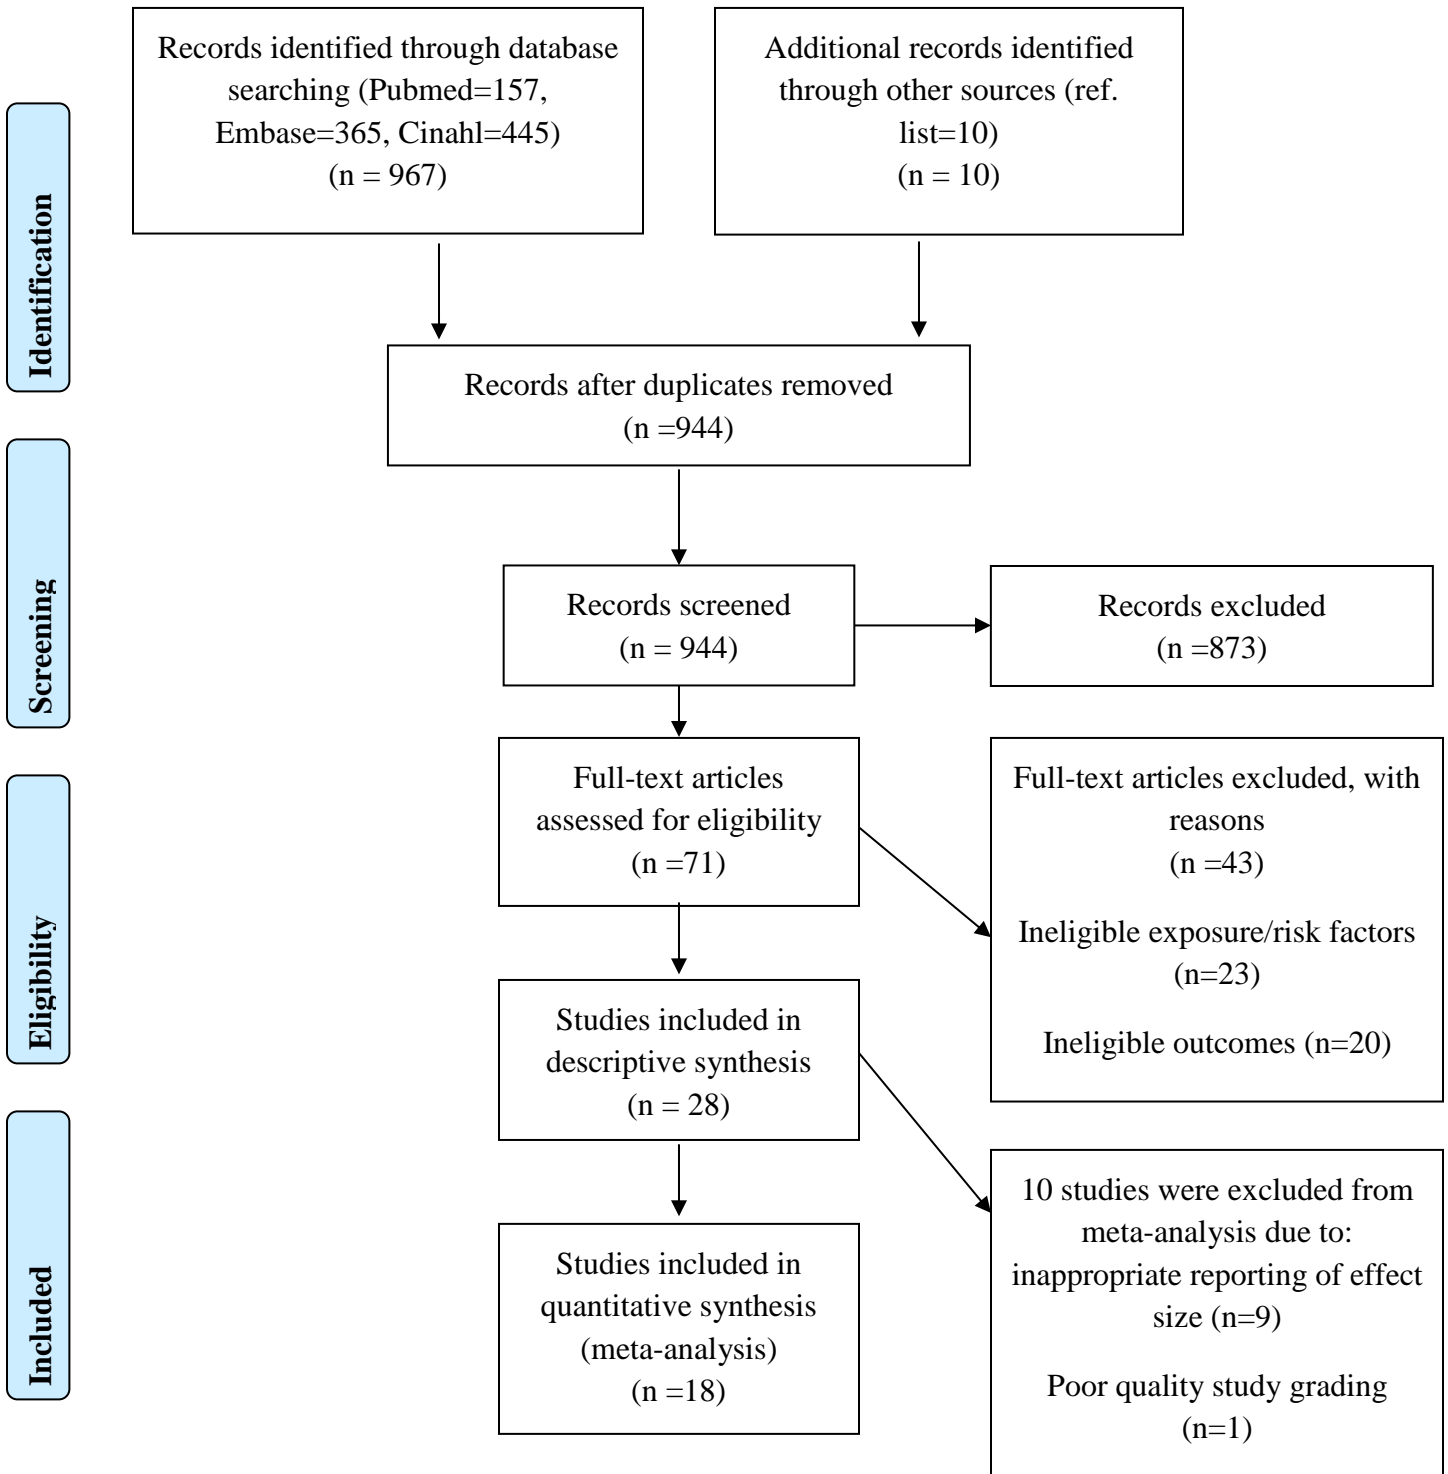 Records identified through database
searching (Pubmed=157,
Embase=365, Cinahl=445)
(n = 967)
Additional records identified
through other sources (ref.
list=10)
(n = 10)
Identification
Records after duplicates removed
(n =944)
Screening
Records screened
(n = 944)
Records excluded
(n =873)
Eligibility
Full-text articles
assessed for eligibility
(n =71)
Full-text articles excluded, with
reasons
(n =43)
Ineligible exposure/risk factors
(n=23)
Ineligible outcomes (n=20)
Studies included in
descriptive synthesis
(n = 28)
Included
Studies included in
quantitative synthesis
(meta-analysis)
(n =18)
10 studies were excluded from
meta-analysis due to:
inappropriate reporting of effect
size (n=9)
Poor quality study grading
(n=1)